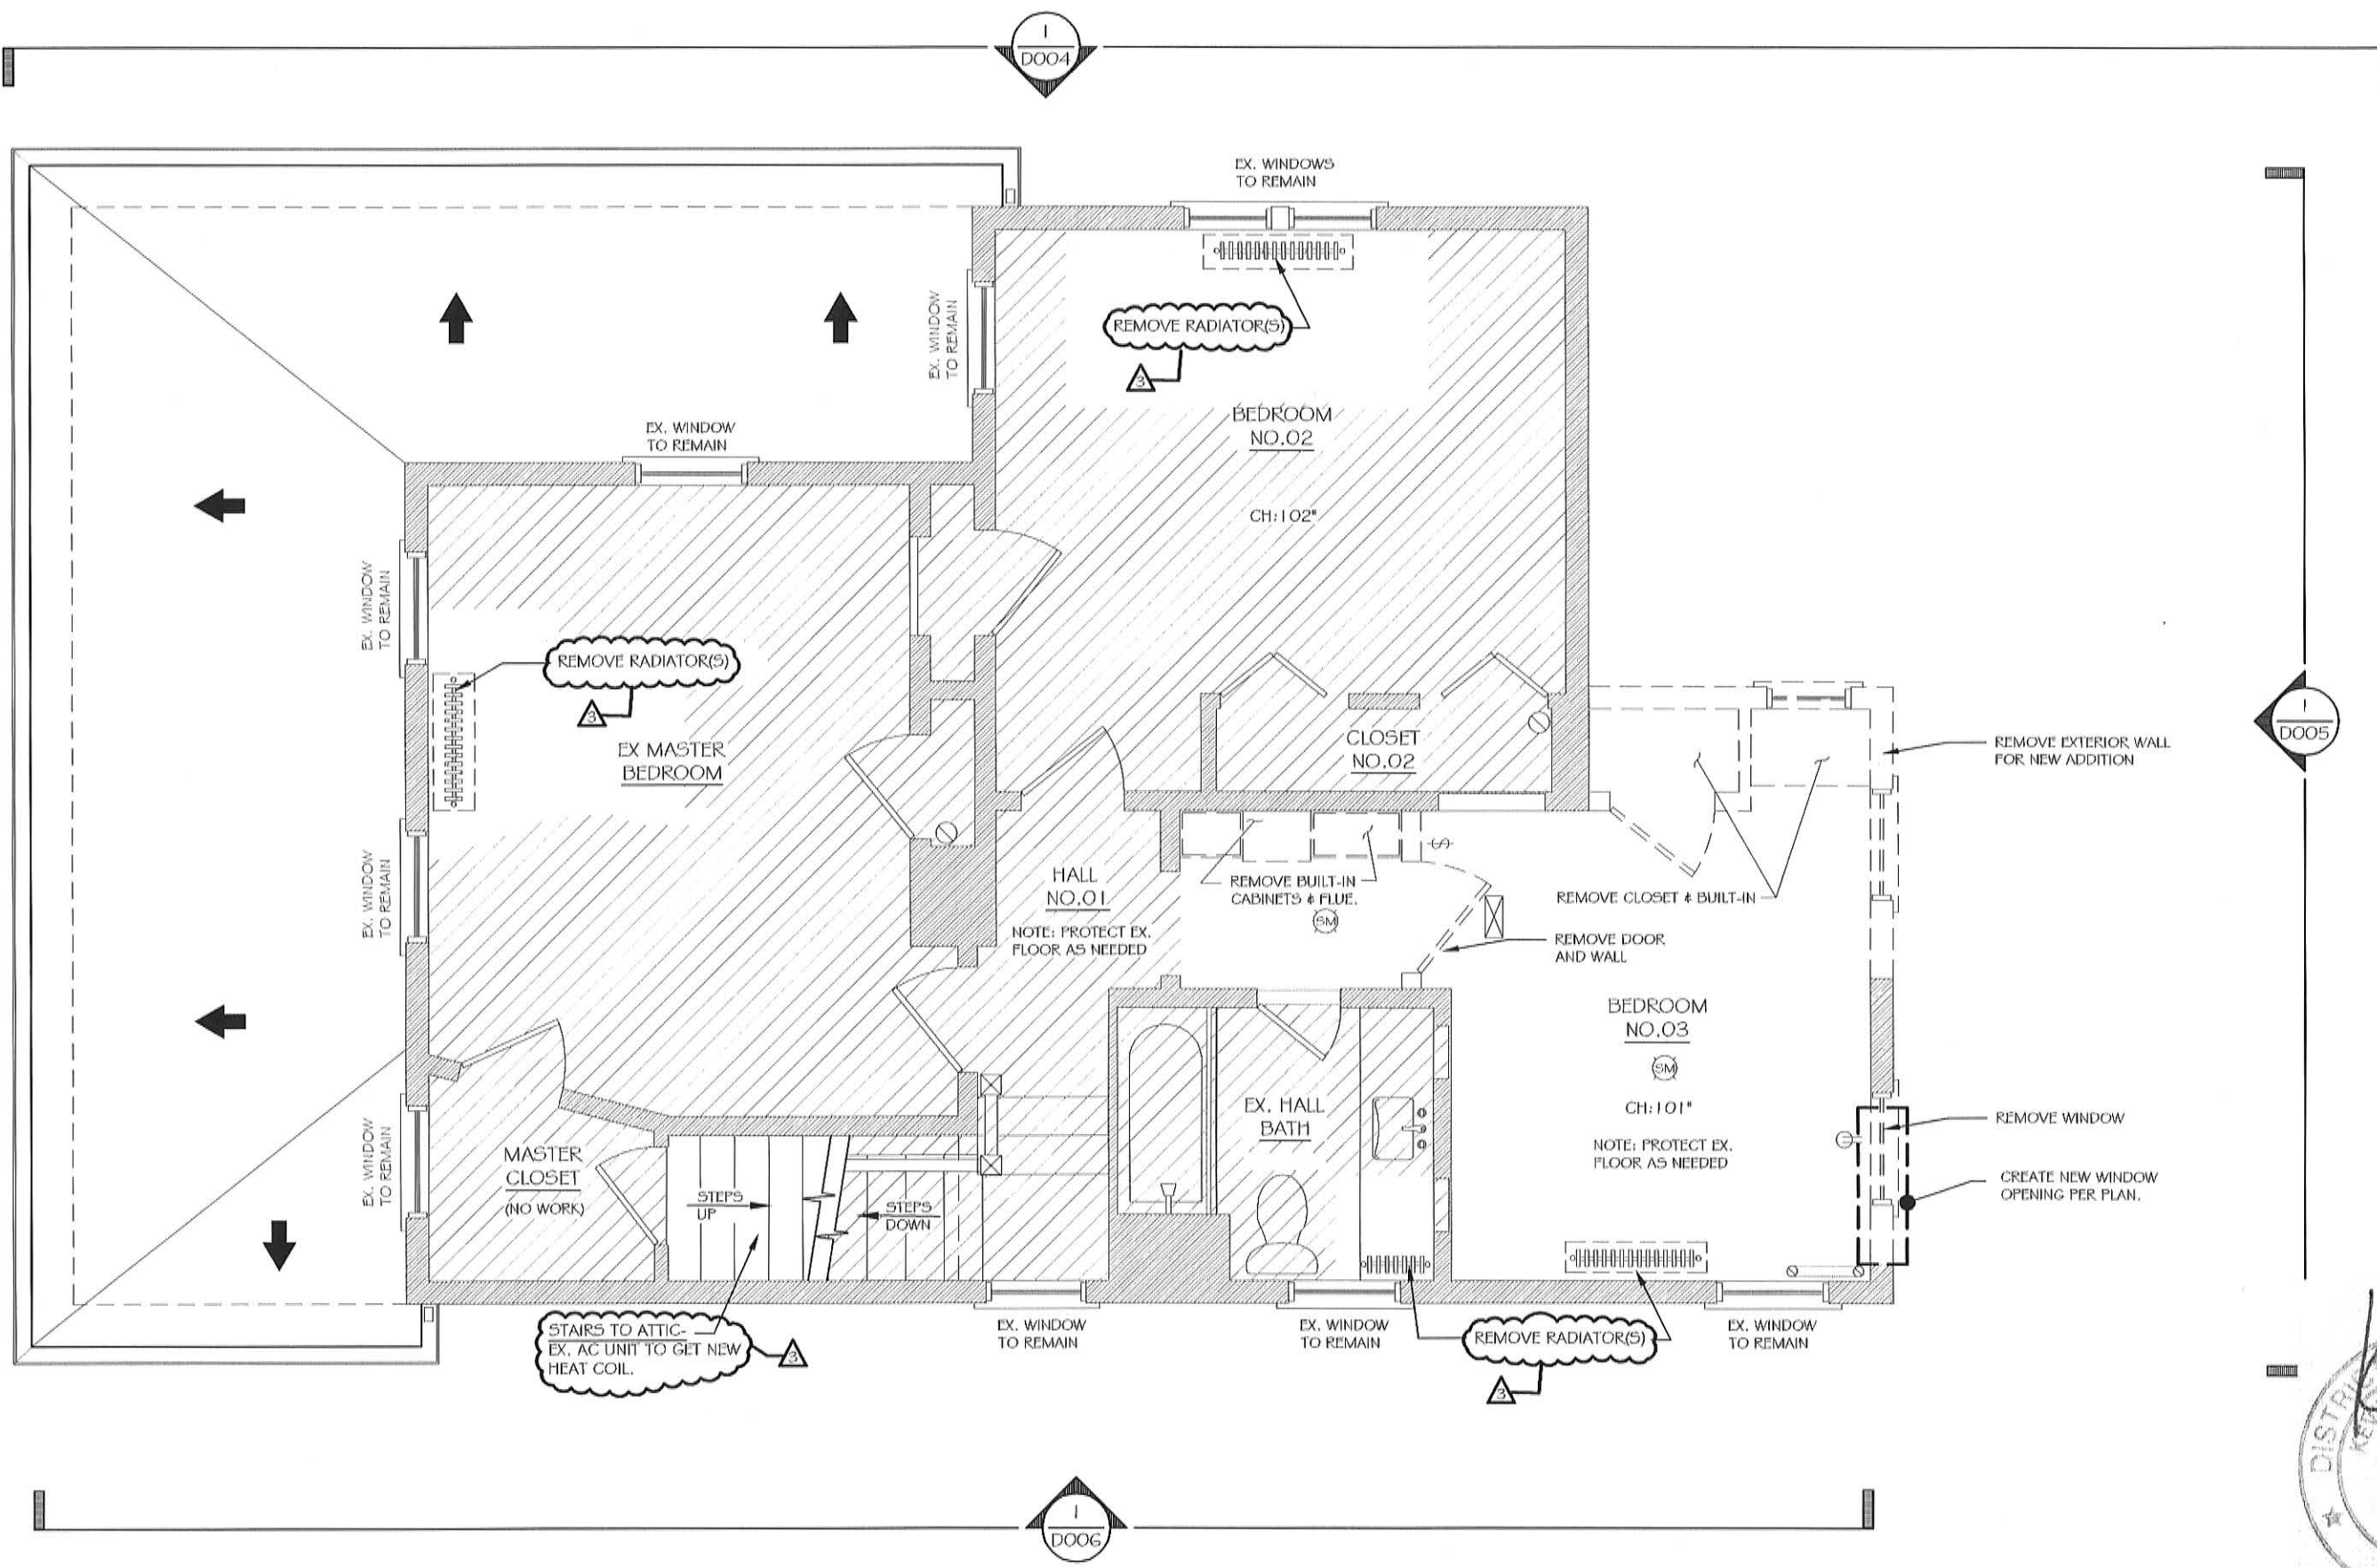 1
D004
EX. WINDOWS
TO REMAIN
EX. WINDOW
TO REMAIN
REMOVE RADIATOR(S)
3
BEDROOM
NO.02
EX. WINDOW
TO REMAIN
CH:102"
EX. WINDOW
TO REMAIN
REMOVE RADIATOR(S)
3
EX MASTER
BEDROOM
CLOSET
NO.02
1
D005
REMOVE EXTERIOR WALL
FOR NEW ADDITION
EX. WINDOW
TO REMAIN
HALL
NO.01
NOTE: PROTECT EX.
FLOOR AS NEEDED
REMOVE BUILT-IN
CABINETS & FLUE.
SM
$
REMOVE CLOSET & BUILT-IN
REMOVE DOOR
AND WALL
BEDROOM
NO.03
SM
CH:101"
NOTE: PROTECT EX.
FLOOR AS NEEDED
EX. HALL
BATH
REMOVE WINDOW
CREATE NEW WINDOW
OPENING PER PLAN.
EX. WINDOW
TO REMAIN
MASTER
CLOSET
(NO WORK)
STEPS
UP
STEPS
DOWN
STAIRS TO ATTIC-
EX. AC UNIT TO GET NEW
HEAT COIL.
3
EX. WINDOW
TO REMAIN
EX. WINDOW
TO REMAIN
REMOVE RADIATOR(S)
3
EX. WINDOW
TO REMAIN
1
D006